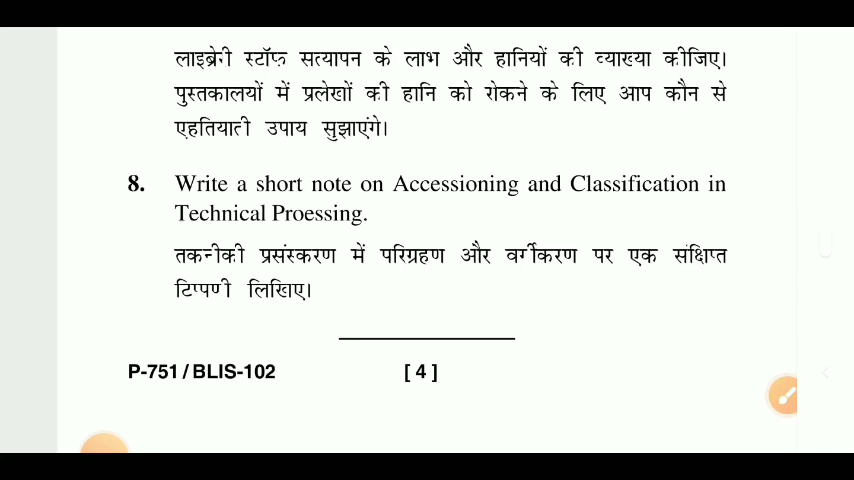 लाइब्रेरी स्टॉफ सत्यापन के लाभ और हानियों की व्याख्या कीजिए।
पुस्तकालयों में प्रलेखों की हानि को रोकने के लिए आप कौन से
एहतियाती उपाय सुझाएंगे।
8. Write a short note on Accessioning and Classification in
Technical Proessing.
तकनीकी प्रसंस्करण में परिग्रहण और वर्गीकरण पर एक संक्षिप्त
टिप्पणी लिखिए।
P-751 / BLIS-102 [ 4 ]